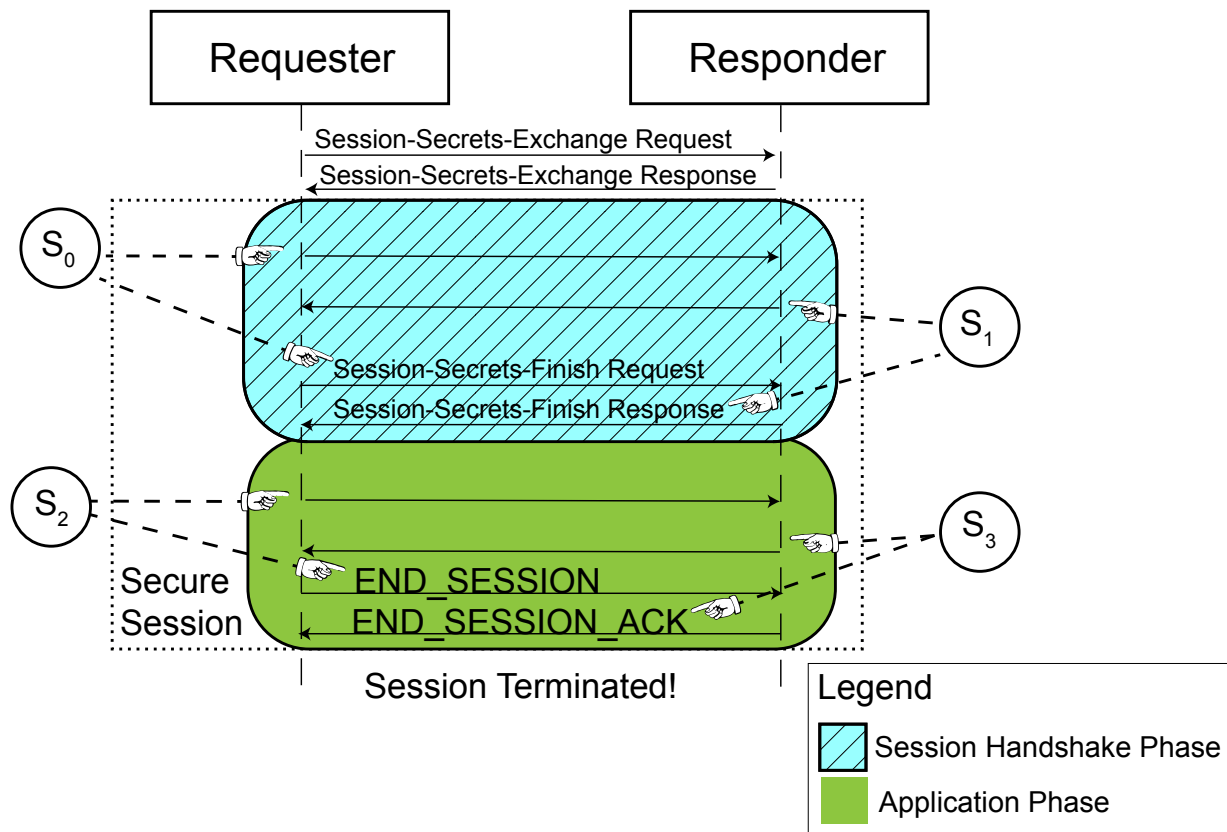 Requester
Responder
Session-Secrets-Exchange Request
Session-Secrets-Exchange Response
S0
S1
Session-Secrets-Finish Request
Session-Secrets-Finish Response
S2
S3
Secure
Session
END_SESSION
END_SESSION_ACK
Session Terminated!
Legend
Session Handshake Phase
Application Phase